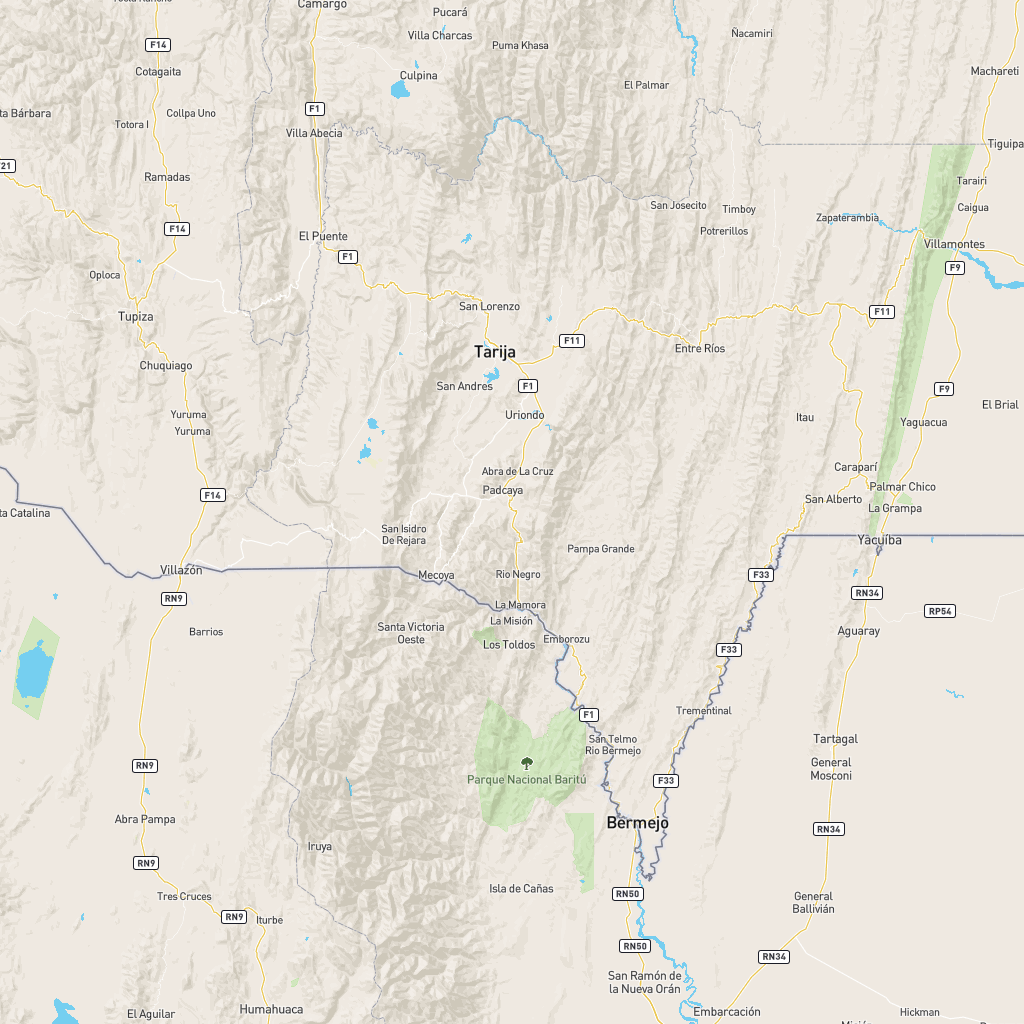 Camargo
Pucará
Villa Charcas
Ñacamiri
F14
Puma Khasa
Cotagaita
Culpina
El Palmar
Machareti
F1
ta Bárbara
Collpa Uno
Totora I
Villa Abecia
Tiguipa
F21
Ramadas
Tarairi
San Josecito
Timboy
Caigua
Zapaterambia
F14
Potrerillos
El Puente
Villamontes
F1
F9
Oploca
San Lorenzo
F11
Tupiza
F11
Tarija
Entre Ríos
Chuquiago
San Andres
F1
F9
El Brial
Yuruma
Uriondo
Itau
Yaguacua
Yuruma
Abra de La Cruz
Caraparí
Padcaya
Palmar Chico
F14
San Alberto
La Grampa
ta Catalina
San Isidro
De Rejara
Yacuiba
Pampa Grande
Villazón
Mecoya
Rio Negro
F33
RN9
RN34
La Mamora
RP54
La Misión
Santa Victoria
Oeste
Barrios
Aguaray
Emborozu
Los Toldos
F33
Trementinal
F1
San Telmo
Rio Bermejo
Tartagal
General
Mosconi
RN9
Parque Nacional Baritú
F33
Abra Pampa
Bermejo
RN34
Iruya
RN9
Isla de Cañas
RN50
Tres Cruces
General
Ballivián
RN9
Iturbe
RN50
RN34
San Ramón de
la Nueva Orán
Humahuaca
El Aguilar
Embarcación
Hickman